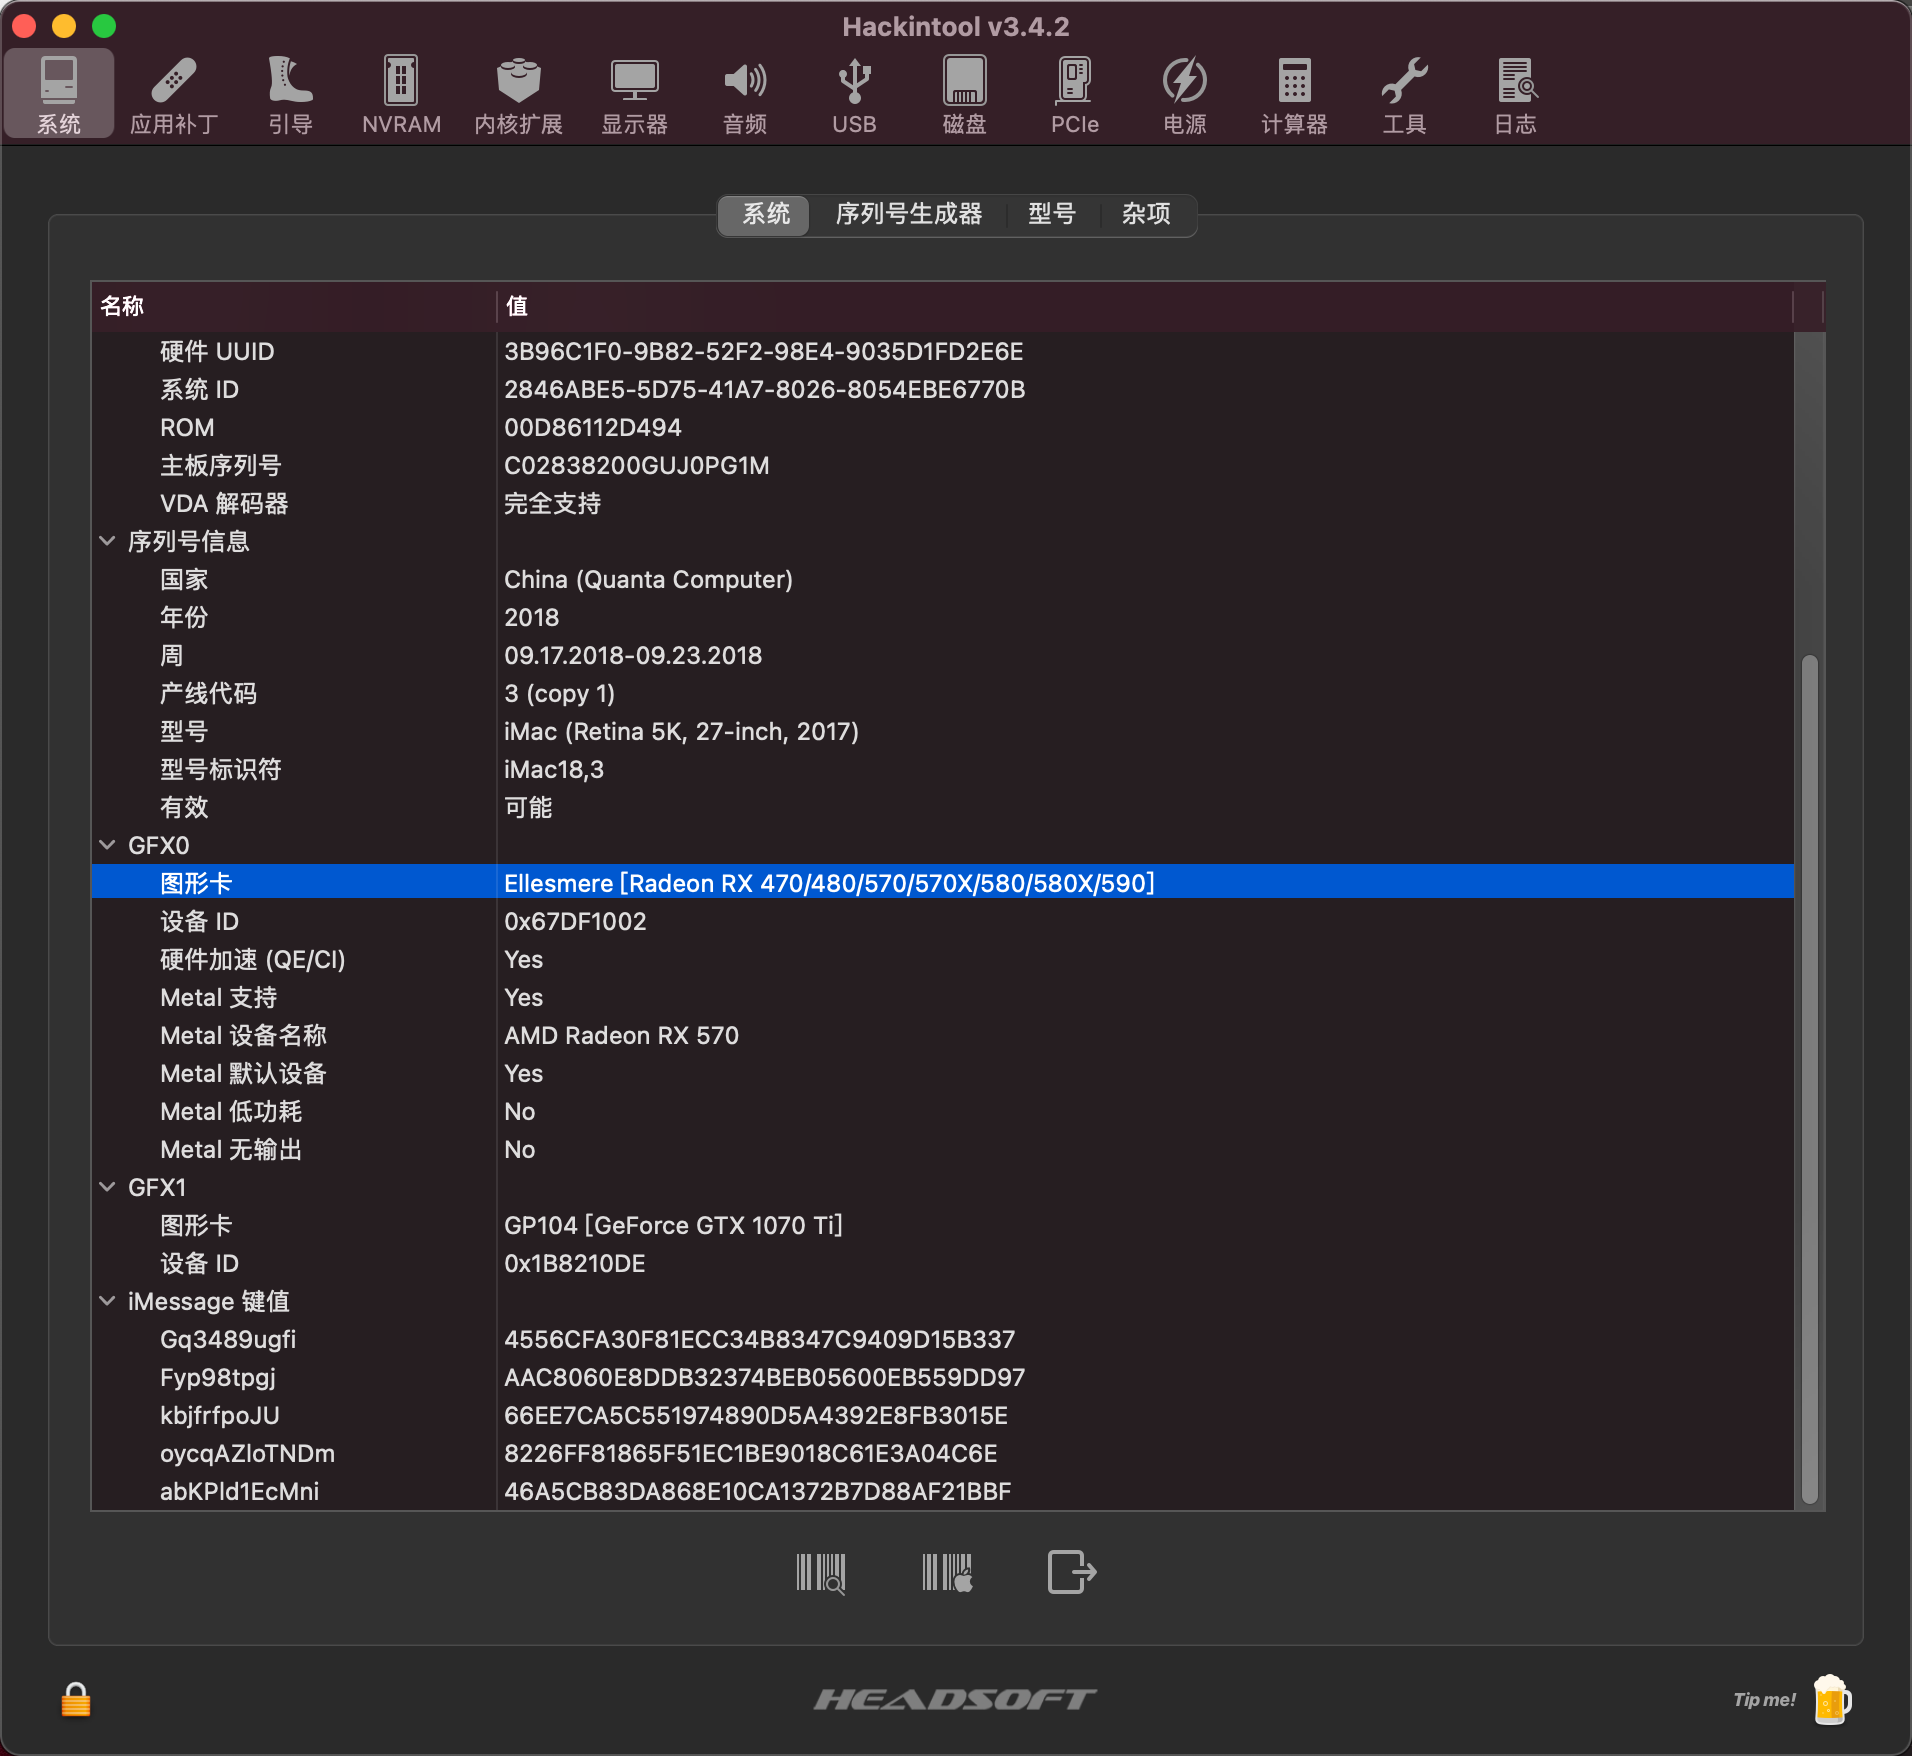 Hackintool v3.4.2
系统
应用补丁
引导
NVRAM
内核扩展
显示器
音频
USB
磁盘
PCIe
电源
计算器
工具
日志
系统 序列号生成器 型号 杂项
名称 值
硬件 UUID 3B96C1F0-9B82-52F2-98E4-9035D1FD2E6E
系统 ID 2846ABE5-5D75-41A7-8026-8054EBE6770B
ROM 00D86112D494
主板序列号 C02838200GUJ0PG1M
VDA 解码器 完全支持
序列号信息
国家 China (Quanta Computer)
年份 2018
周 09.17.2018-09.23.2018
产线代码 3 (copy 1)
型号 iMac (Retina 5K, 27-inch, 2017)
型号标识符 iMac18,3
有效 可能
GFX0
图形卡 Ellesmere [Radeon RX 470/480/570/570X/580/580X/590]
设备 ID 0x67DF1002
硬件加速 (QE/CI) Yes
Metal 支持 Yes
Metal 设备名称 AMD Radeon RX 570
Metal 默认设备 Yes
Metal 低功耗 No
Metal 无输出 No
GFX1
图形卡 GP104 [GeForce GTX 1070 Ti]
设备 ID 0x1B8210DE
iMessage 键值
Gq3489ugfi 4556CFA30F81ECC34B8347C9409D15B337
Fyp98tpgj AAC8060E8DDB32374BEB05600EB559DD97
kbjfrfpoJU 66EE7CA5C551974890D5A4392E8FB3015E
oycqAZloTNDm 8226FF81865F51EC1BE9018C61E3A04C6E
abKPld1EcMni 46A5CB83DA868E10CA1372B7D88AF21BBF
HEADSOFT
Tip me!